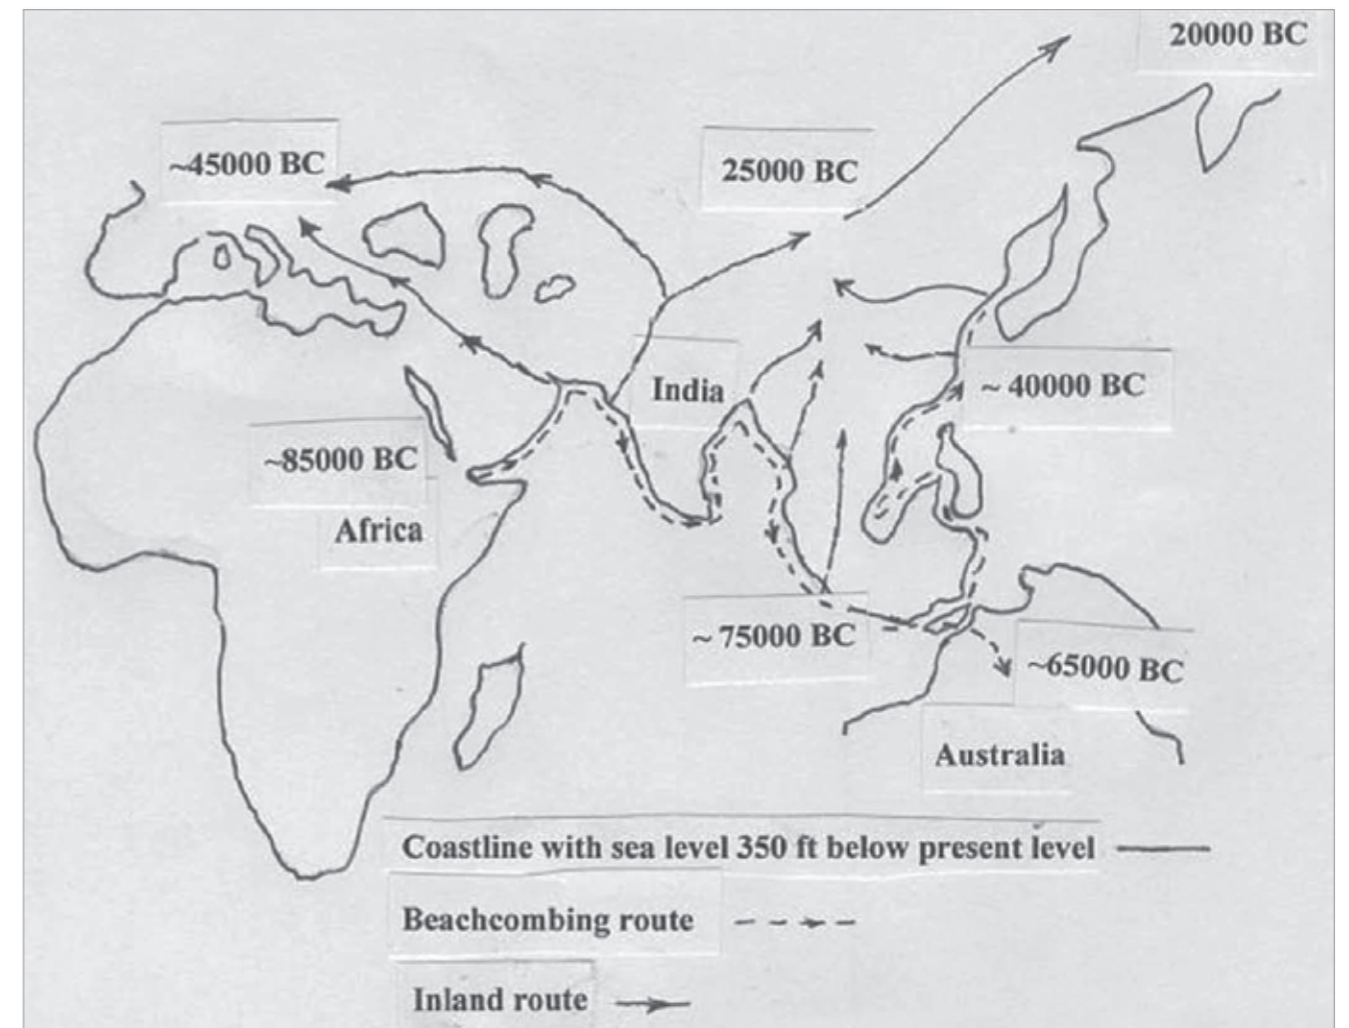 20000 BC
~45000 BC
25000 BC
India
~ 40000 BC
~85000 BC
Africa
~ 75000 BC
~65000 BC
Australia
Coastline with sea level 350 ft below present level
Beachcombing route
Inland route